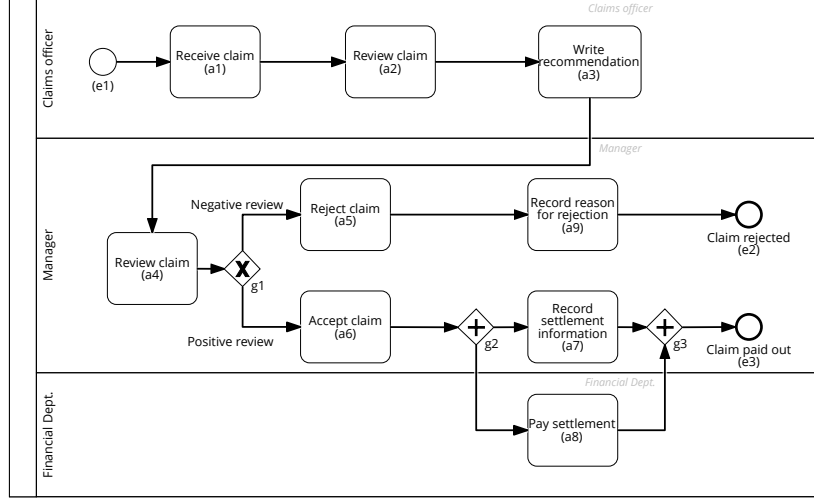 Claims officer
Claims officer
(e1)
Receive claim
(a1)
Review claim
(a2)
Write
recommendation
(a3)
Manager
Manager
Review claim
(a4)
g1
Negative review
Reject claim
(a5)
Record reason
for rejection
(a9)
Claim rejected
(e2)
Positive review
Accept claim
(a6)
g2
Record
settlement
information
(a7)
g3
Claim paid out
(e3)
Financial Dept.
Financial Dept.
Pay settlement
(a8)